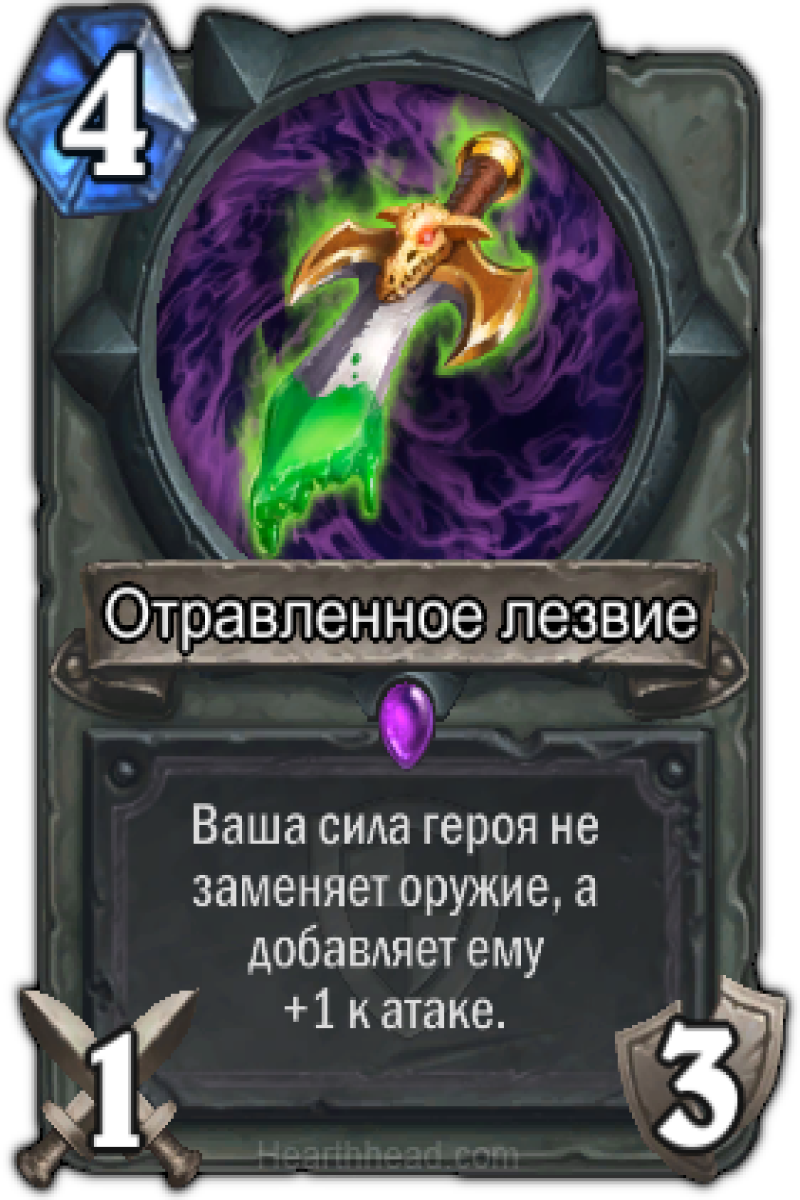 4
Отравленное лезвие
Ваша сила героя не
заменяет оружие, а
добавляет ему
+1 к атаке.
1
3
Hearthhead.com